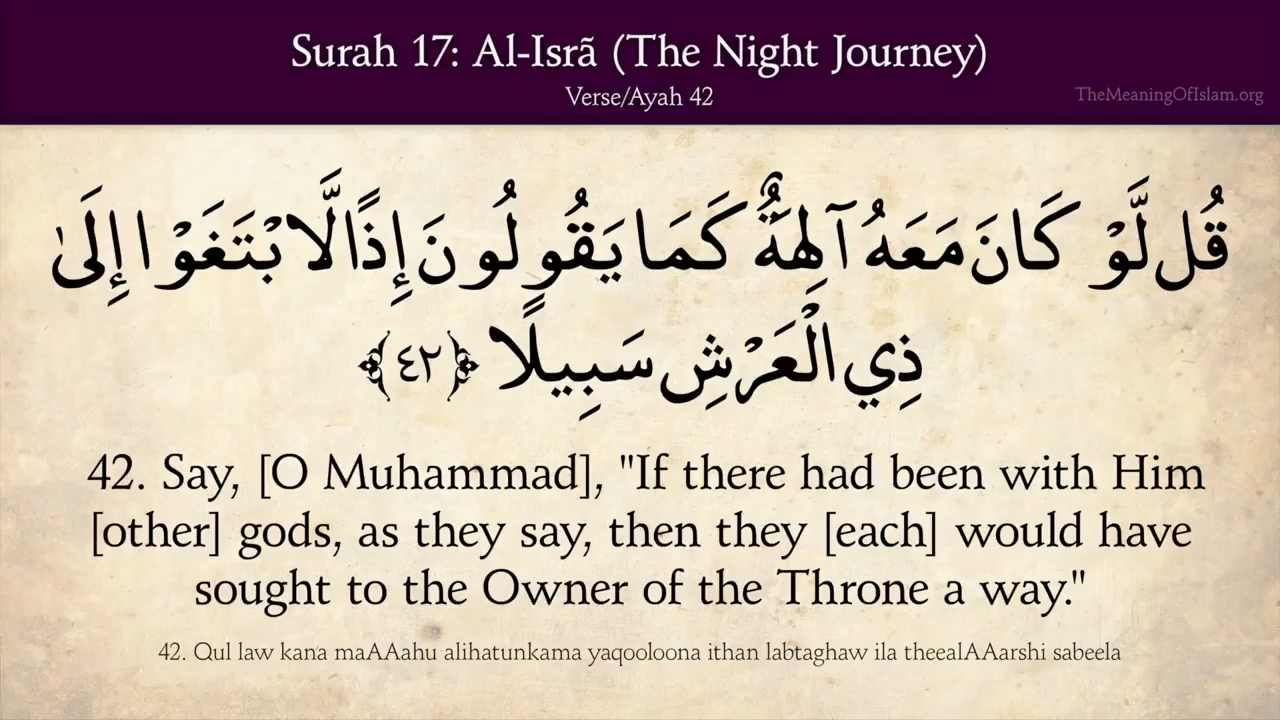 Surah 17: Al-Isrã (The Night Journey)
Verse/Ayah 42
TheMeaningOfIslam.org
قُل لَّوْ كَانَ مَعَهُ آلِهَةٌ كَمَا يَقُولُونَ إِذًا لَّابْتَغَوْا إِلَىٰ
ذِي الْعَرْشِ سَبِيلًا ﴿٤٢﴾
42. Say, [O Muhammad], "If there had been with Him
[other] gods, as they say, then they [each] would have
sought to the Owner of the Throne a way."
42. Qul law kana maAAahu alihatunkama yaqooloona ithan labtaghaw ila theealAAarshi sabeela